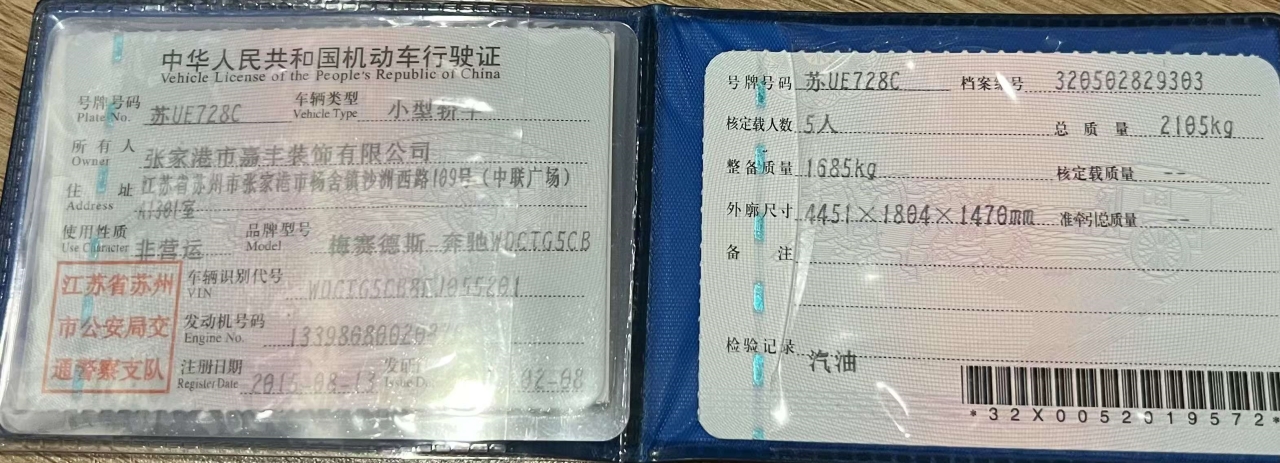 中华人民共和国机动车行驶证
Vehicle License of the People's Republic of China
号牌号码 苏UE728C 车辆类型 小型轿车
Plate No. Vehicle Type
所有人 张家港市嘉丰装饰有限公司
Owner
住址 江苏省苏州市张家港市杨舍镇沙洲西路109号(中联广场)
Address A1301室
使用性质 非营运 品牌型号 梅赛德斯 奔驰WDCTG5CB
Use Character Model
江苏省苏州
市公安局交
通警察支队
车辆识别代号
VIN
发动机号码
Engine No.
注册日期 发证
Register Date 2015-08-13 Issue 02-08
号牌号码 苏UE728C 档案编号 320502829303
核定载人数 5人 总质量 2105kg
整备质量 1685kg 核定载质量 --
外廓尺寸 4451×1804×1470mm 准牵引总质量 --
备注
检验记录 汽油
*32X0052019572*